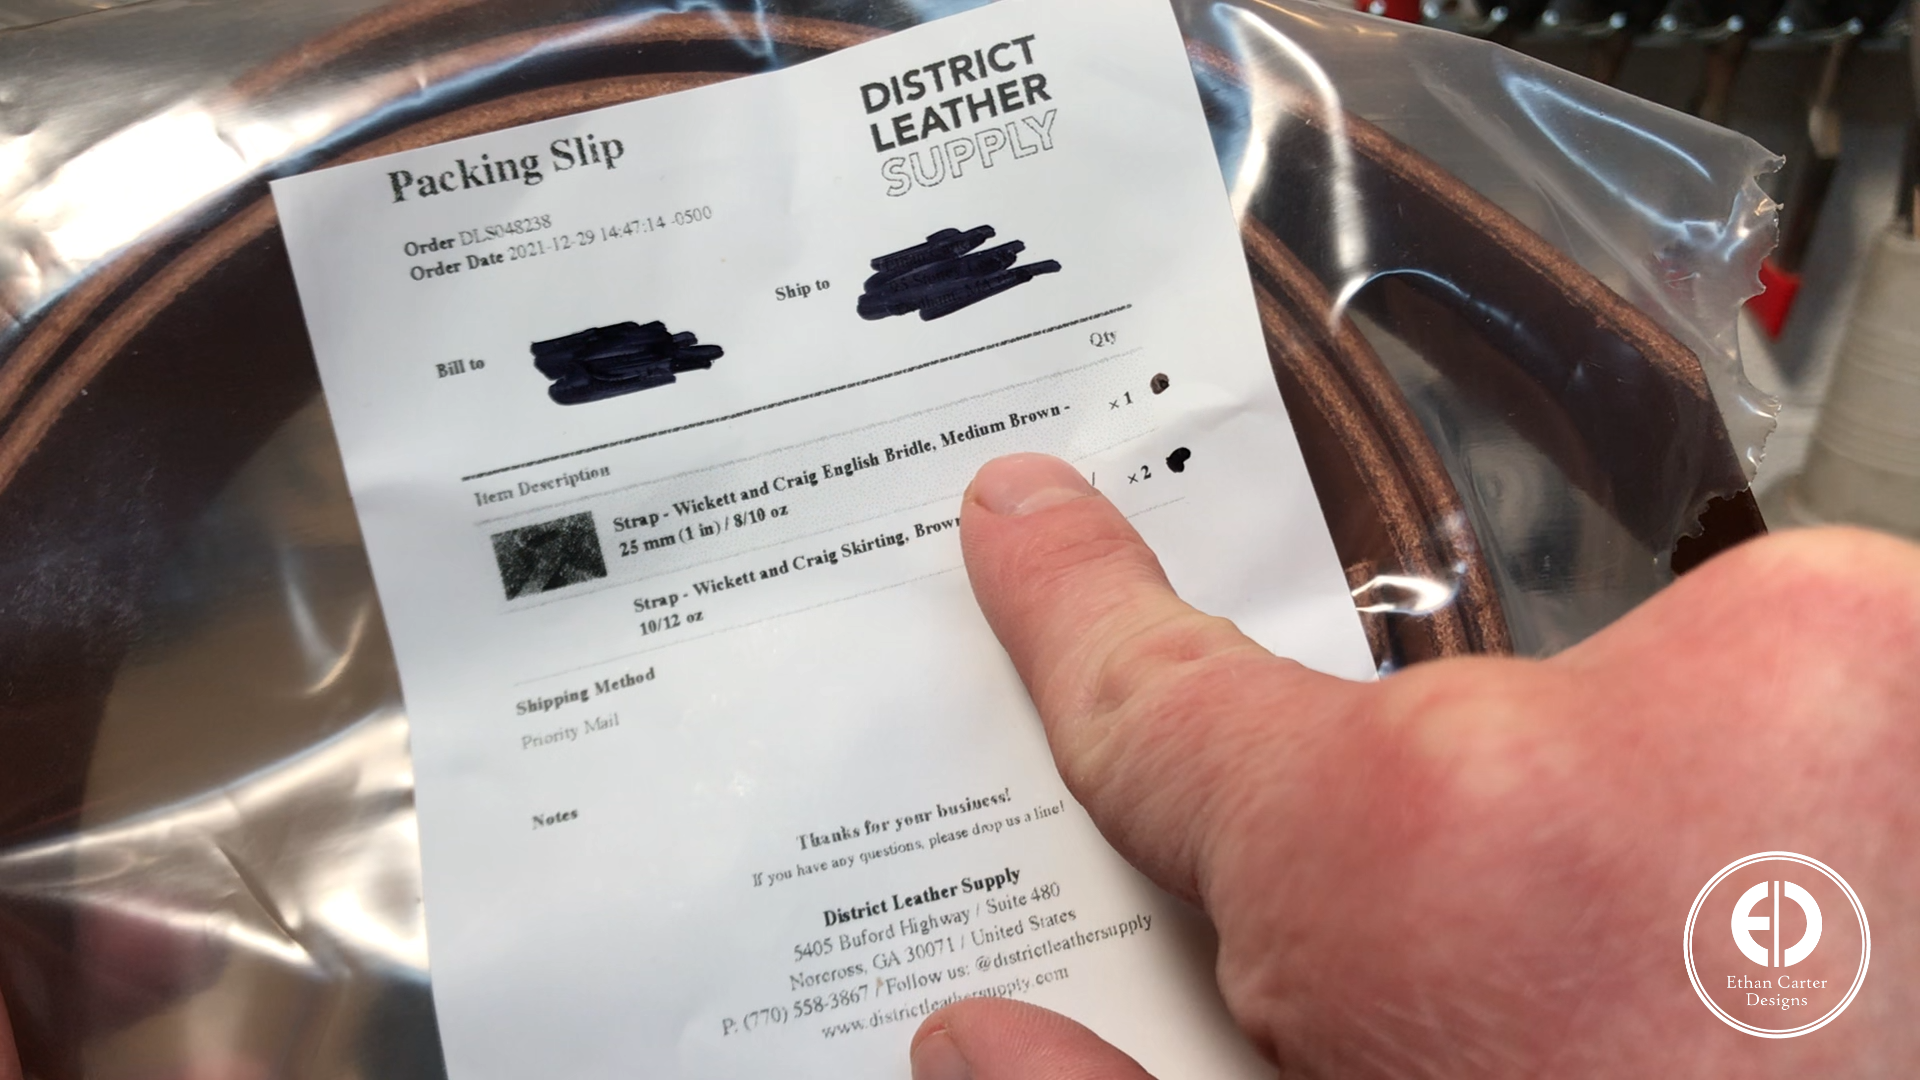 DISTRICT
LEATHER
SUPPLY
Packing Slip
Order DLS048238
Order Date 2021-12-29 14:47:14 -0500
Bill to
Ship to
Item Description
Qty
Strap - Wickett and Craig English Bridle, Medium Brown - × 1
25 mm (1 in) / 8/10 oz
Strap - Wickett and Craig Skirting, Brown / × 2
10/12 oz
Shipping Method
Priority Mail
Notes
Thanks for your business!
If you have any questions, please drop us a line!
District Leather Supply
5405 Buford Highway / Suite 480
Norcross, GA 30071 / United States
P: (770) 558-3867 / Follow us: @districtleathersupply
www.districtleathersupply.com
ED
Ethan Carter
Designs